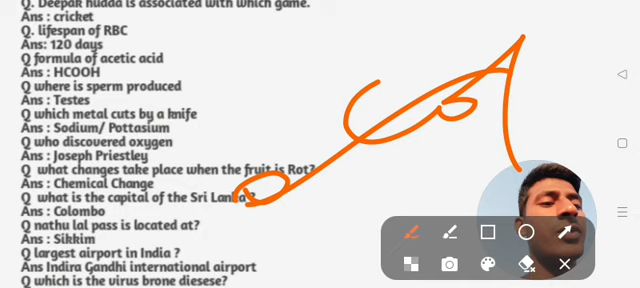 Q. Deepak hudda is associated with which game.
Ans : cricket
Q. lifespan of RBC
Ans: 120 days
Q formula of acetic acid
Ans : HCOOH
Q where is sperm produced
Ans : Testes
Q which metal cuts by a knife
Ans : Sodium/ Pottasium
Q who discovered oxygen
Ans : Joseph Priestley
Q what changes take place when the fruit is Rot?
Ans : Chemical Change
Q what is the capital of the Sri Lanka ?
Ans : Colombo
Q nathu lal pass is located at?
Ans : Sikkim
Q largest airport in India ?
Ans Indira Gandhi international airport
Q which is the virus brone diesese?